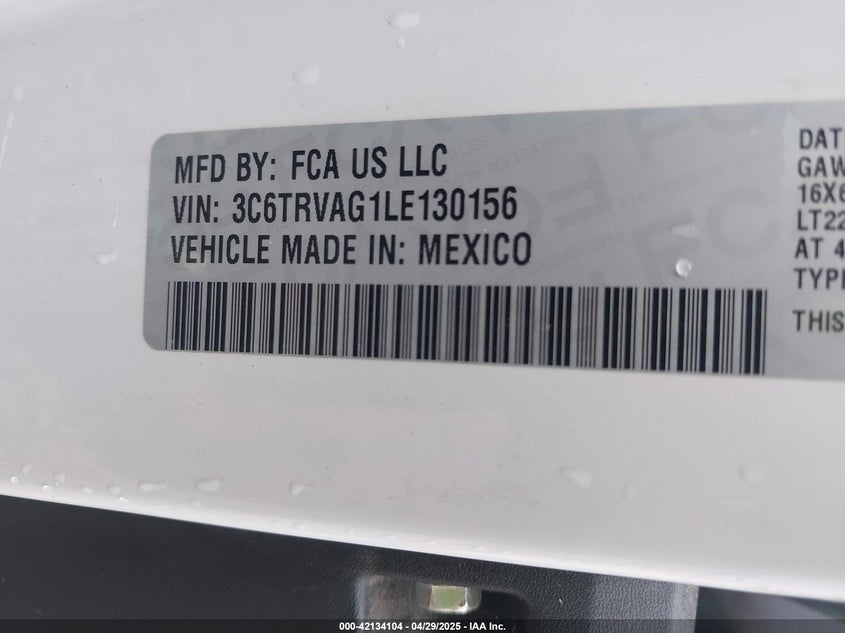 MFD BY: FCA US LLC
VIN: 3C6TRVAG1LE130156
VEHICLE MADE IN: MEXICO
DAT
GAW
16X6
LT22
AT 4
TYPE
THIS
000-42134104 - 04/29/2025 - IAA Inc.